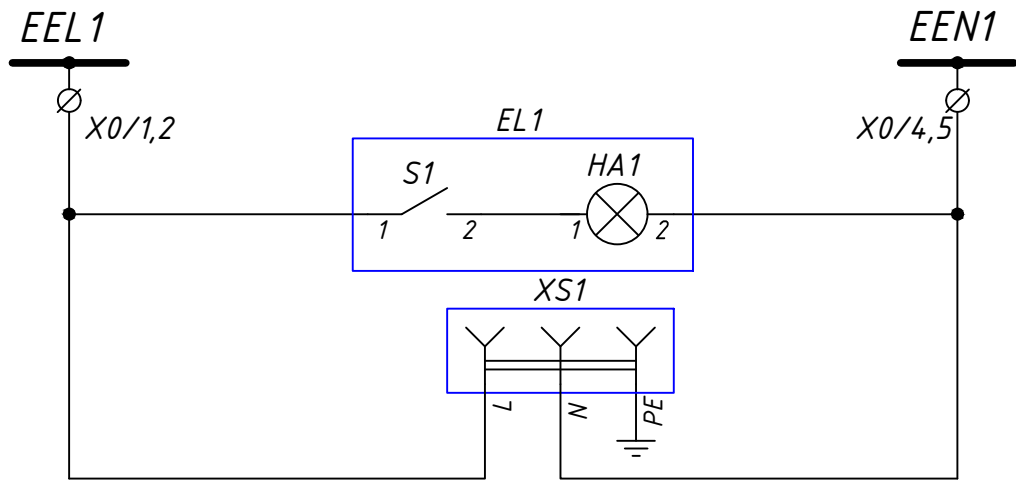 EEL1
EEN1
X0/1,2
EL1
X0/4,5
S1
HA1
1
2
1
2
XS1
L
N
PE